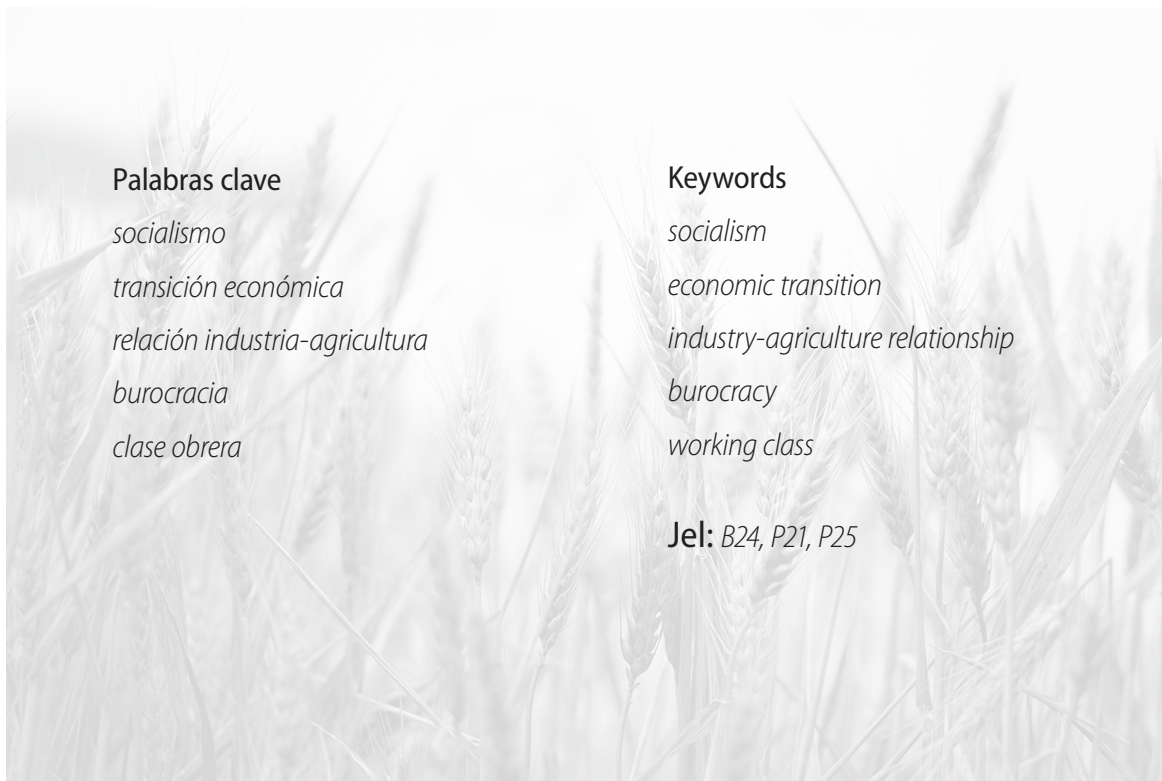 Palabras clave
socialismo
transición económica
relación industria-agricultura
burocracia
clase obrera
Keywords
socialism
economic transition
industry-agriculture relationship
burocracy
working class
Jel: B24, P21, P25